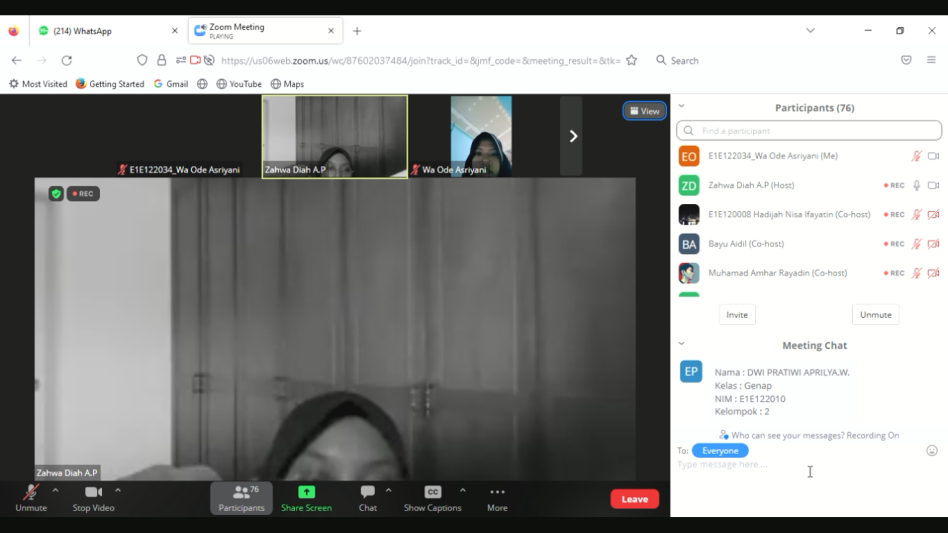 (214) WhatsApp
Zoom Meeting
PLAYING
https://us06web.zoom.us/wc/87602037484/join?track_id=&jmf_code=&meeting_result=&tk=
Search
Most Visited
Getting Started
Gmail
YouTube
Maps
E1E122034_Wa Ode Asriyani
Zahwa Diah A.P
Wa Ode Asriyani
View
REC
Zahwa Diah A.P
Unmute
Stop Video
76
Participants
Share Screen
Chat
CC
Show Captions
More
Leave
Participants (76)
Find a participant
EO E1E122034_Wa Ode Asriyani (Me)
ZD Zahwa Diah A.P (Host) REC
E1E120008 Hadijah Nisa Ifayatin (Co-host) REC
BA Bayu Aidil (Co-host) REC
Muhamad Amhar Rayadin (Co-host) REC
Invite
Unmute
Meeting Chat
EP
Nama : DWI PRATIWI APRILYA.W.
Kelas : Genap
NIM : E1E122010
Kelompok : 2
Who can see your messages? Recording On
To: Everyone
Type message here ...